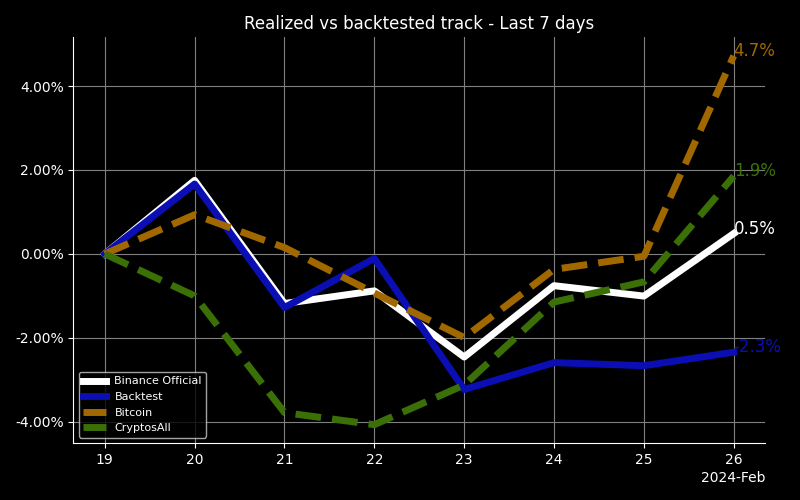 Realized vs backtested track - Last 7 days
4.7%
4.00%
2.00%
1.9%
0.5%
0.00%
-2.00%
-2.3%
Binance Official
Backtest
Bitcoin
CryptosAll
-4.00%
19 20 21 22 23 24 25 26
2024-Feb